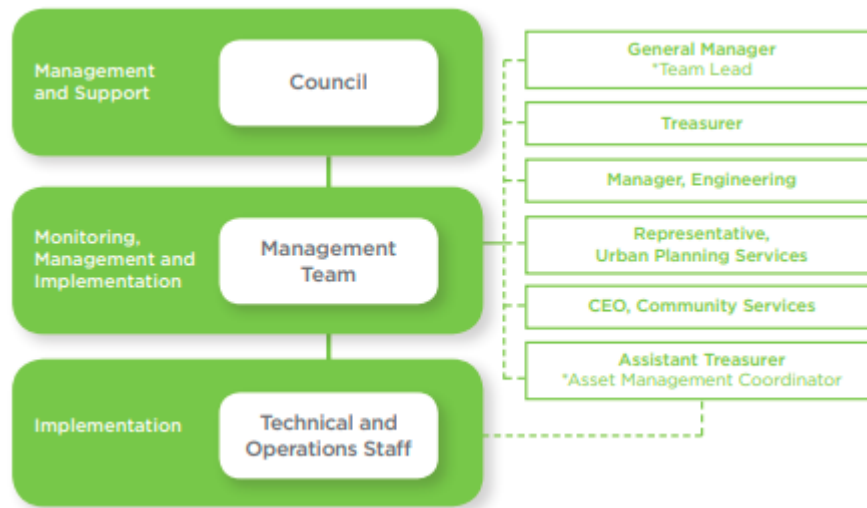 Management
and Support
Council
Monitoring,
Management and
Implementation
Management
Team
Implementation
Technical and
Operations Staff
General Manager
*Team Lead
Treasurer
Manager, Engineering
Representative,
Urban Planning Services
CEO, Community Services
Assistant Treasurer
*Asset Management Coordinator